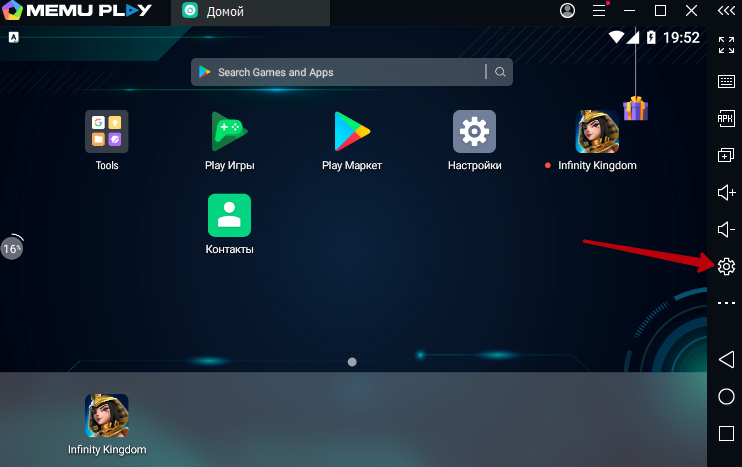 MEMU PLAY
Домой
A
19:52
Search Games and Apps
Tools
Play Игры
Play Маркет
Настройки
Infinity Kingdom
APK
Контакты
16%
Infinity Kingdom